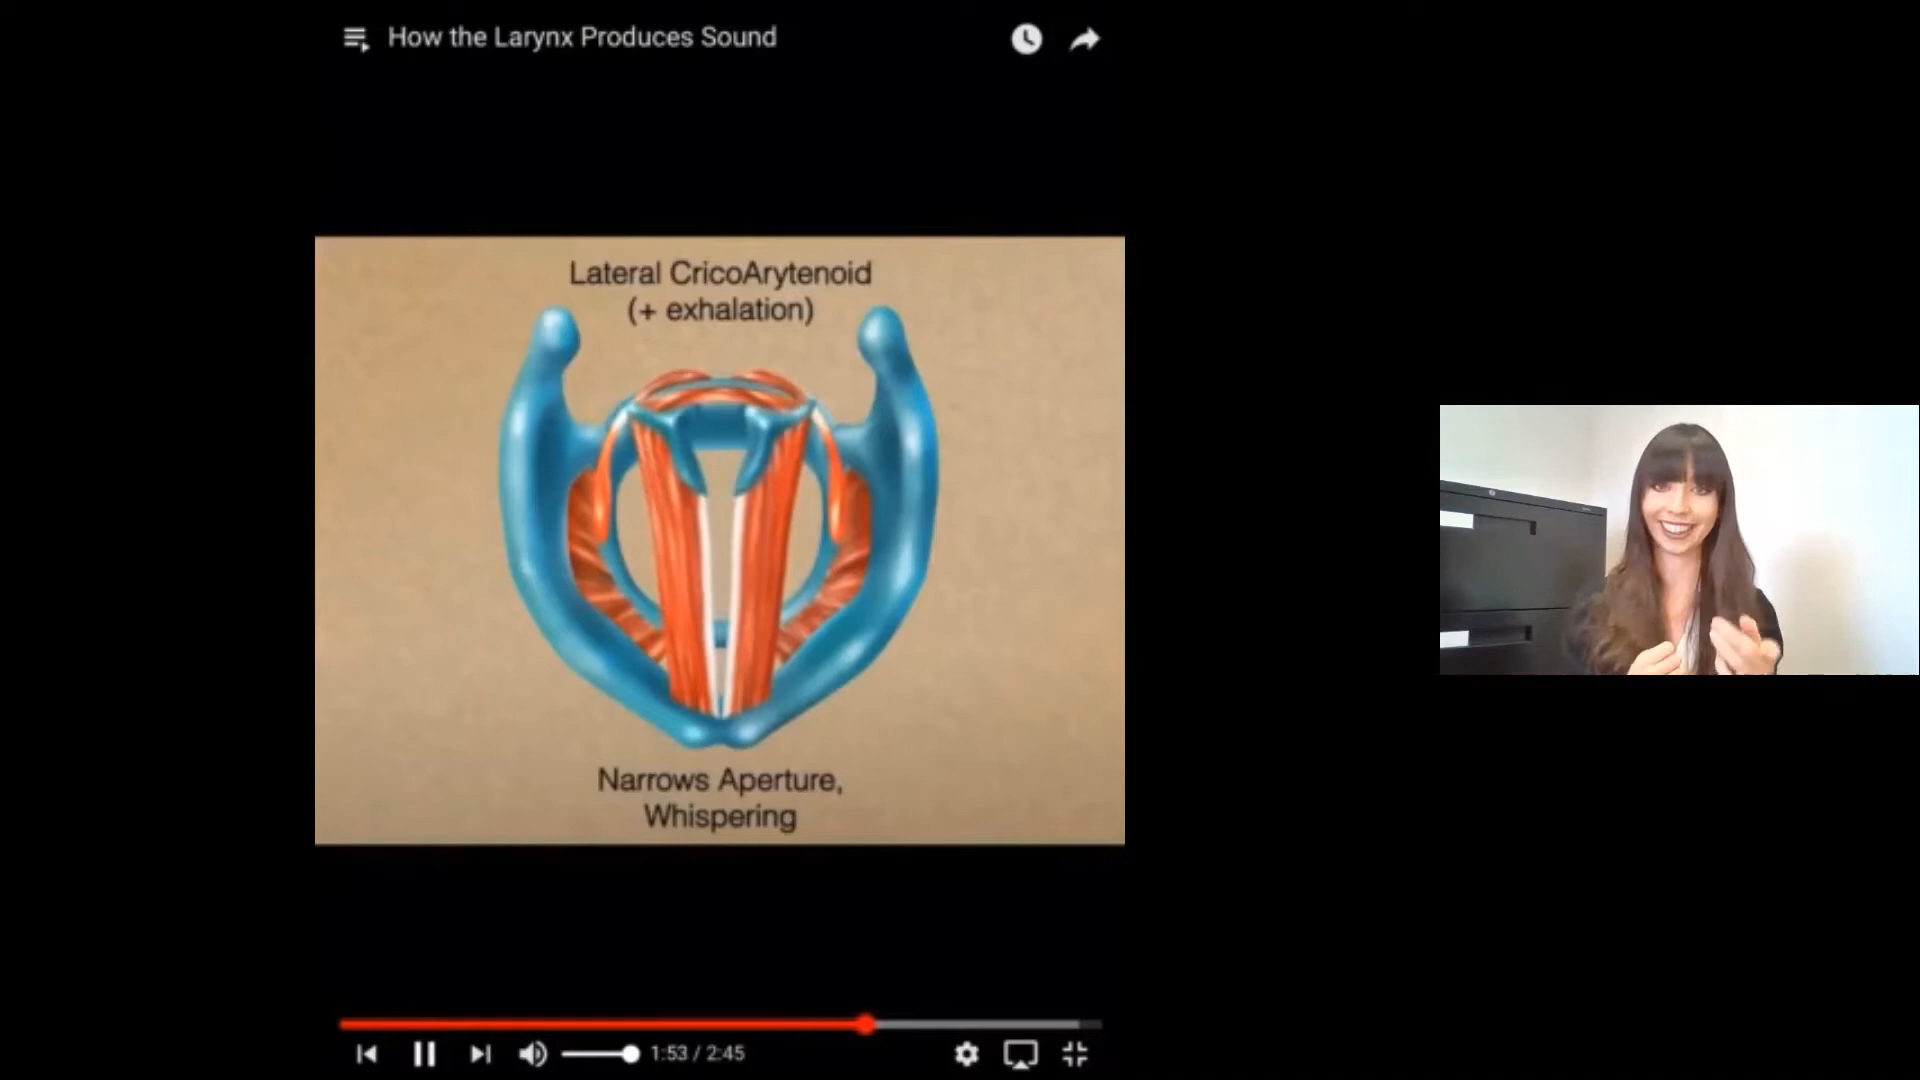 How the Larynx Produces Sound
Lateral CricoArytenoid
(+ exhalation)
Narrows Aperture,
Whispering
1:53 / 2:45